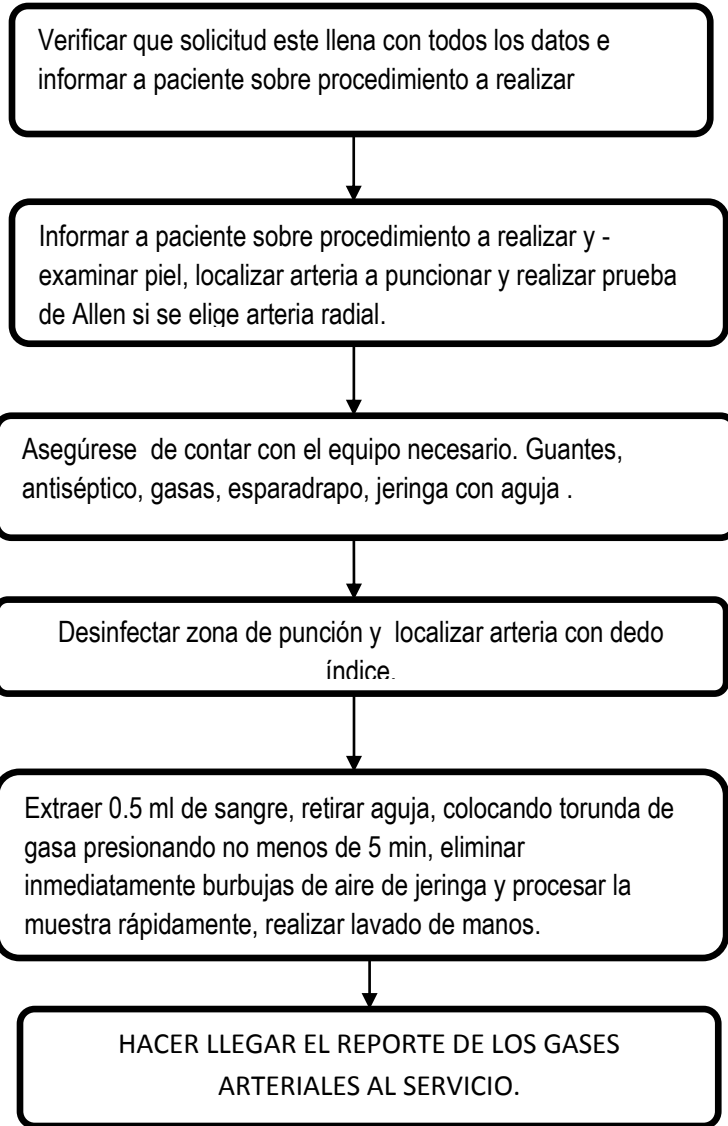 Verificar que solicitud este llena con todos los datos e
informar a paciente sobre procedimiento a realizar
Informar a paciente sobre procedimiento a realizar y -
examinar piel, localizar arteria a puncionar y realizar prueba
de Allen si se elige arteria radial.
Asegúrese de contar con el equipo necesario. Guantes,
antiséptico, gasas, esparadrapo, jeringa con aguja .
Desinfectar zona de punción y localizar arteria con dedo
índice.
Extraer 0.5 ml de sangre, retirar aguja, colocando torunda de
gasa presionando no menos de 5 min, eliminar
inmediatamente burbujas de aire de jeringa y procesar la
muestra rápidamente, realizar lavado de manos.
HACER LLEGAR EL REPORTE DE LOS GASES
ARTERIALES AL SERVICIO.